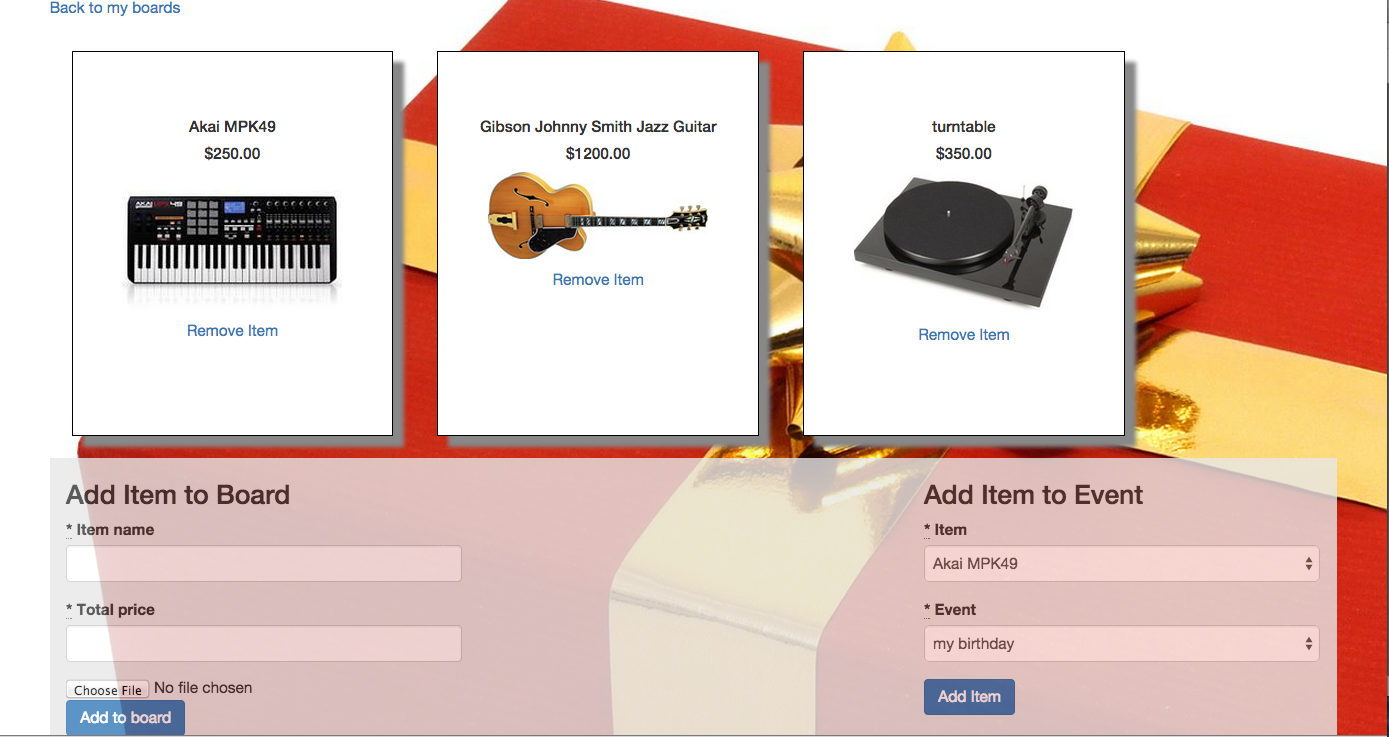 Back to my boards
Akai MPK49
$250.00
AKAI MPK49
Remove Item
Gibson Johnny Smith Jazz Guitar
$1200.00
Remove Item
turntable
$350.00
Remove Item
Add Item to Board
* Item name
* Total price
Choose File No file chosen
Add to board
Add Item to Event
* Item
Akai MPK49
* Event
my birthday
Add Item